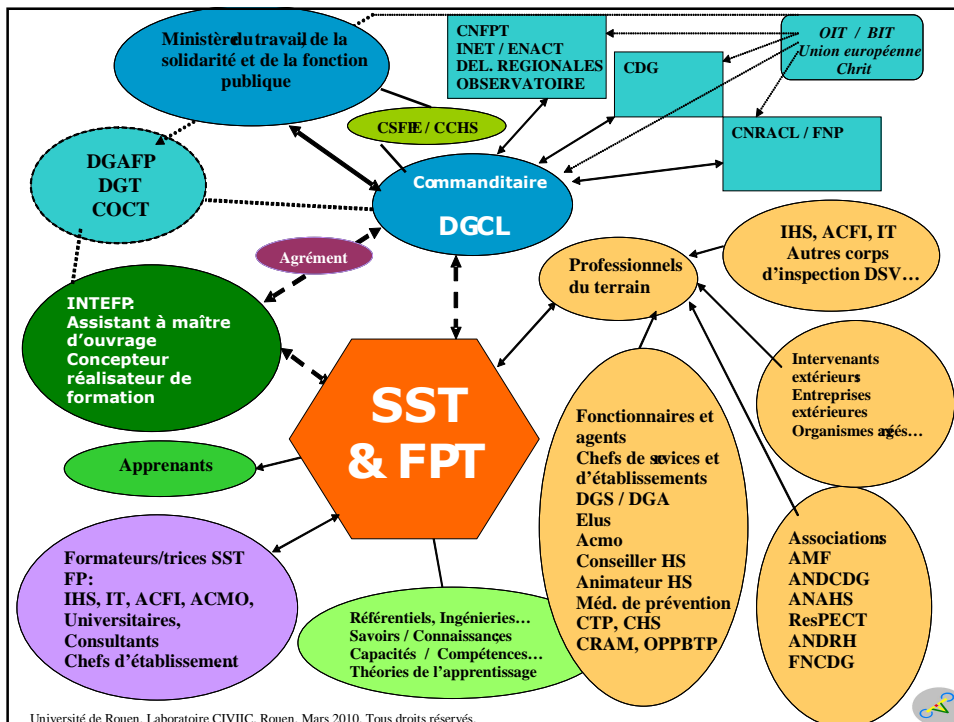 Ministère du travail, de la
solidarité et de la fonction
publique
CNFPT
INET / ENACT
DEL. REGIONALES
OBSERVATOIRE
CDG
OIT / BIT
Union européenne
Chrit
CSFPE / CCHS
CNRACL / FNP
DGAFP
DGT
COCT
Commanditaire
DGCL
Agrément
Professionnels
du terrain
IHS, ACFI, IT
Autres corps
d’inspection DSV…
INTEFP:
Assistant à maître
d’ouvrage
Concepteur
réalisateur de
formation
SST
& FPT
Intervenants
extérieurs
Entreprises
extérieures
Organismes agréés…
Fonctionnaires et
agents
Chefs de services et
d’établissements
DGS / DGA
Elus
Acmo
Conseiller HS
Animateur HS
Méd. de prévention
CTP, CHS
CRAM, OPPBTP
Apprenants
Formateurs/trices SST
FP:
IHS, IT, ACFI, ACMO,
Universitaires,
Consultants
Chefs d’établissement
Référentiels, Ingénieries…
Savoirs / Connaissances
Capacités / Compétences…
Théories de l’apprentissage
Associations
AMF
ANDCDG
ANAHS
ResPECT
ANDRH
FNCDG
Université de Rouen. Laboratoire CIVIIC. Rouen. Mars 2010. Tous droits réservés.